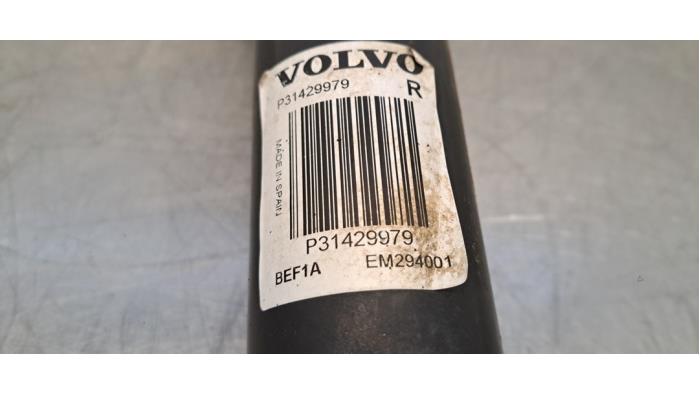 VOLVO
P31429979
R
MADE IN SPAIN
P31429979
BEF1A
EM294001